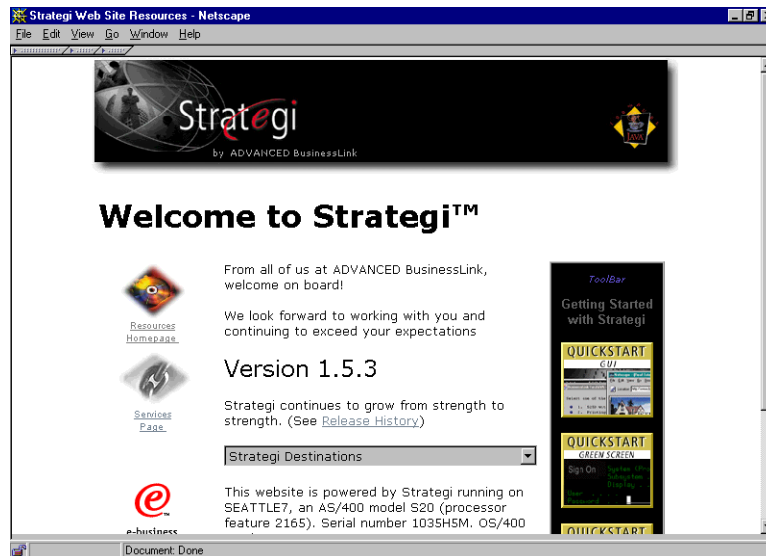 Strategi Web Site Resources - Netscape
File Edit View Go Window Help
Strategi
by ADVANCED BusinessLink
JAVA
Welcome to Strategi™
Resources
Homepage
Services
Page
e-business
From all of us at ADVANCED BusinessLink,
welcome on board!
We look forward to working with you and
continuing to exceed your expectations
Version 1.5.3
Strategi continues to grow from strength to
strength. (See Release History)
Strategi Destinations
This website is powered by Strategi running on
SEATTLE7, an AS/400 model S20 (processor
feature 2165). Serial number 1035H5M. OS/400
ToolBar
Getting Started
with Strategi
QUICKSTART
GUI
QUICKSTART
GREEN SCREEN
Sign On
System
Subsystem
Display
User
Password
QUICKSTART
Document: Done